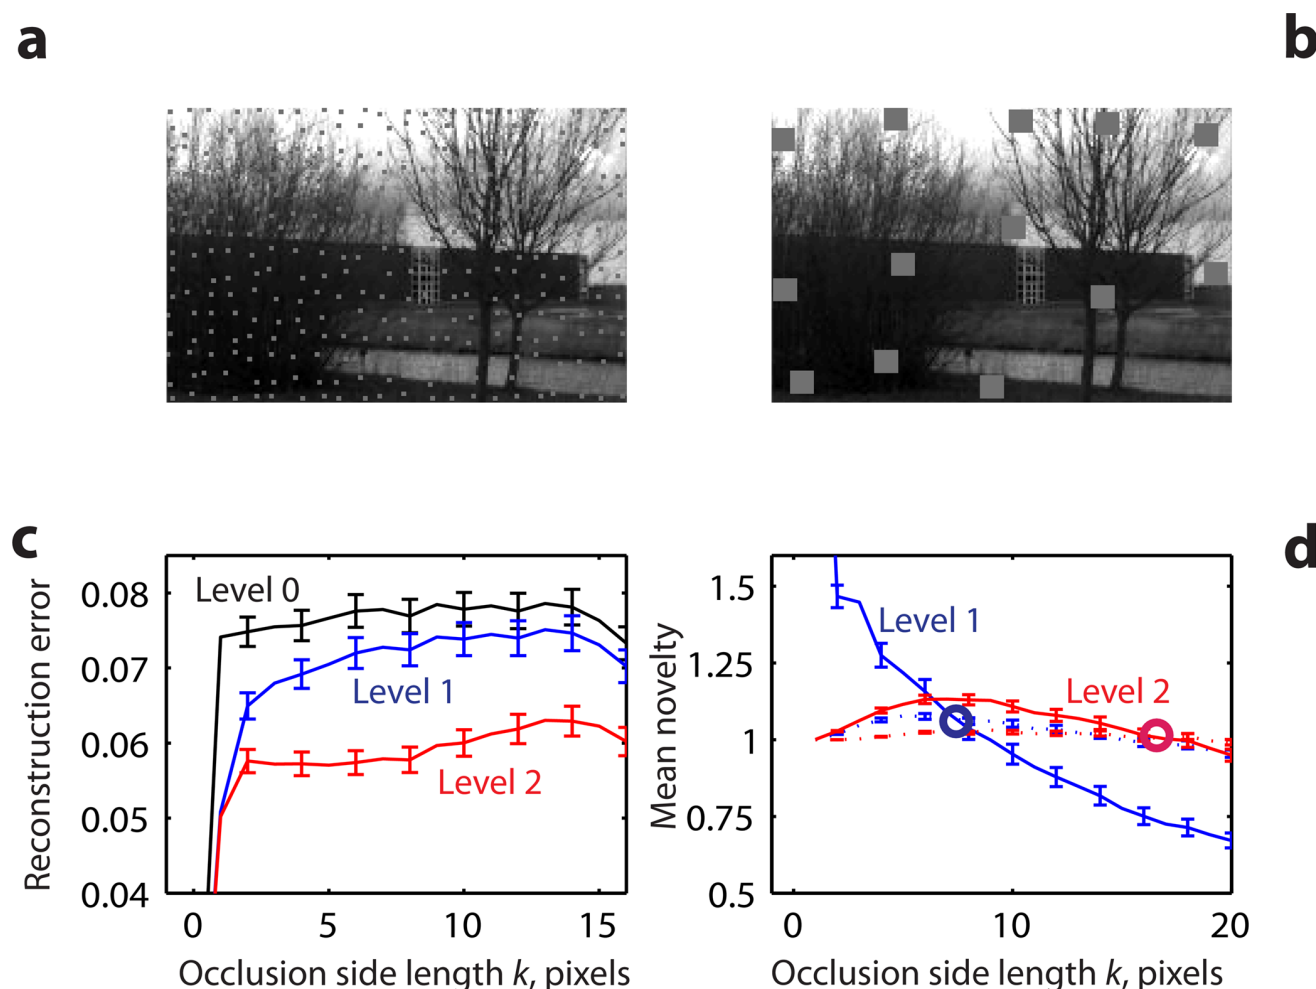 a
b
c
Reconstruction error
0.08
0.07
0.06
0.05
0.04
Level 0
Level 1
Level 2
0
5
10
15
Occlusion side length k, pixels
d
Mean novelty
1.5
1.25
1
0.75
0.5
Level 1
Level 2
0
10
20
Occlusion side length k, pixels